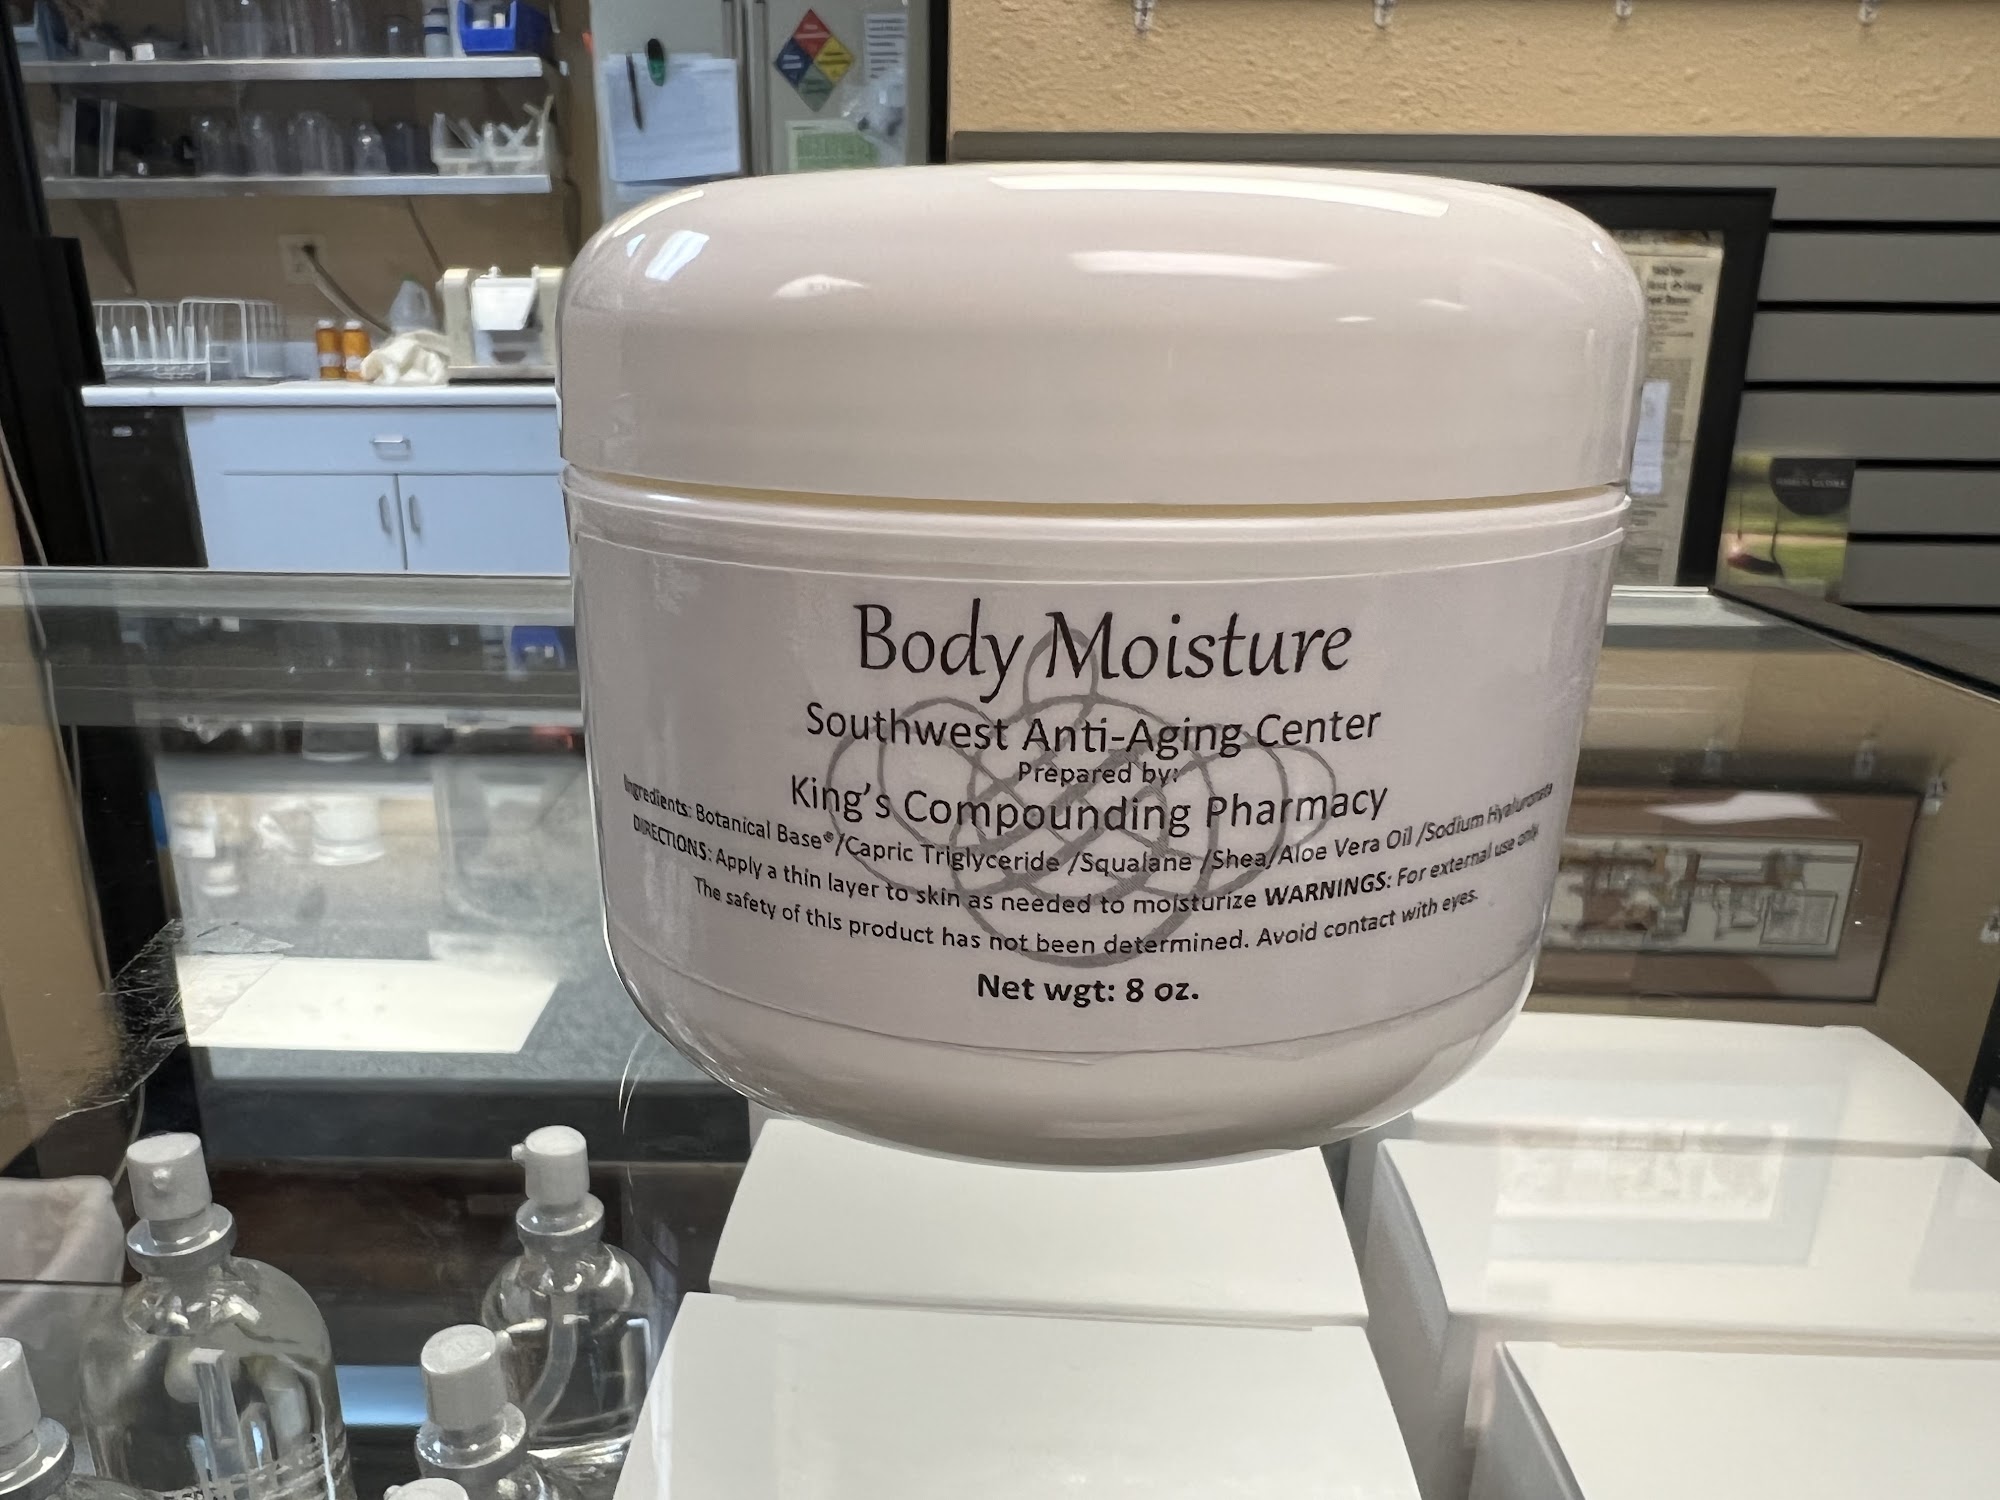 Body Moisture
Southwest Anti-Aging Center
Prepared by:
King's Compounding Pharmacy
Ingredients: Botanical Base®/Capric Triglyceride /Squalane /Shea/Aloe Vera Oil /Sodium Hyaluronate
DIRECTIONS: Apply a thin layer to skin as needed to moisturize WARNINGS: For external use only
The safety of this product has not been determined. Avoid contact with eyes.
Net wgt: 8 oz.